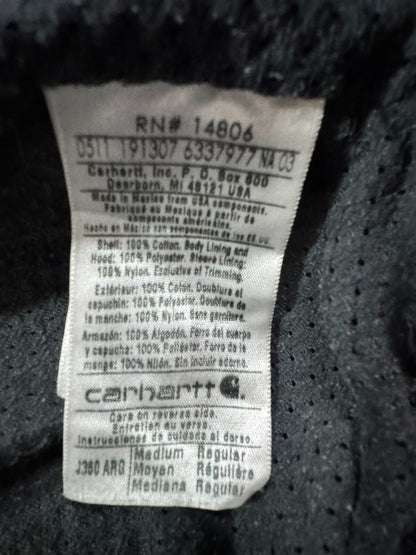 RN# 14806
0511 191307 6337977 NA 03
Carhartt, Inc. P. O. Box 600
Dearborn, MI 48121 USA
Made in Mexico from USA components.
Fabriqué au Mexique à partir de
composants américains.
Hecho en México con componentes de los EE.UU.
Shell: 100% Cotton. Body Lining and
Hood: 100% Polyester. Sleeve Lining:
100% Nylon. Exclusive of Trimming.
Extérieur: 100% Coton. Doublure et
capuchin: 100% Polyester. Doublure de
la manche: 100% Nylon. Sans garniture.
Armazón: 100% Algodón. Forro del cuerpo
y capucha: 100% Poliéster. Forro de la
manga: 100% Nilón. Sin incluir adorno.
carhartt
Care on reverse side.
Entretien au verso.
Instrucciones de cuidado al dorso.
J360 ARG Medium Regular
Moyen Régulière
Mediana Regular